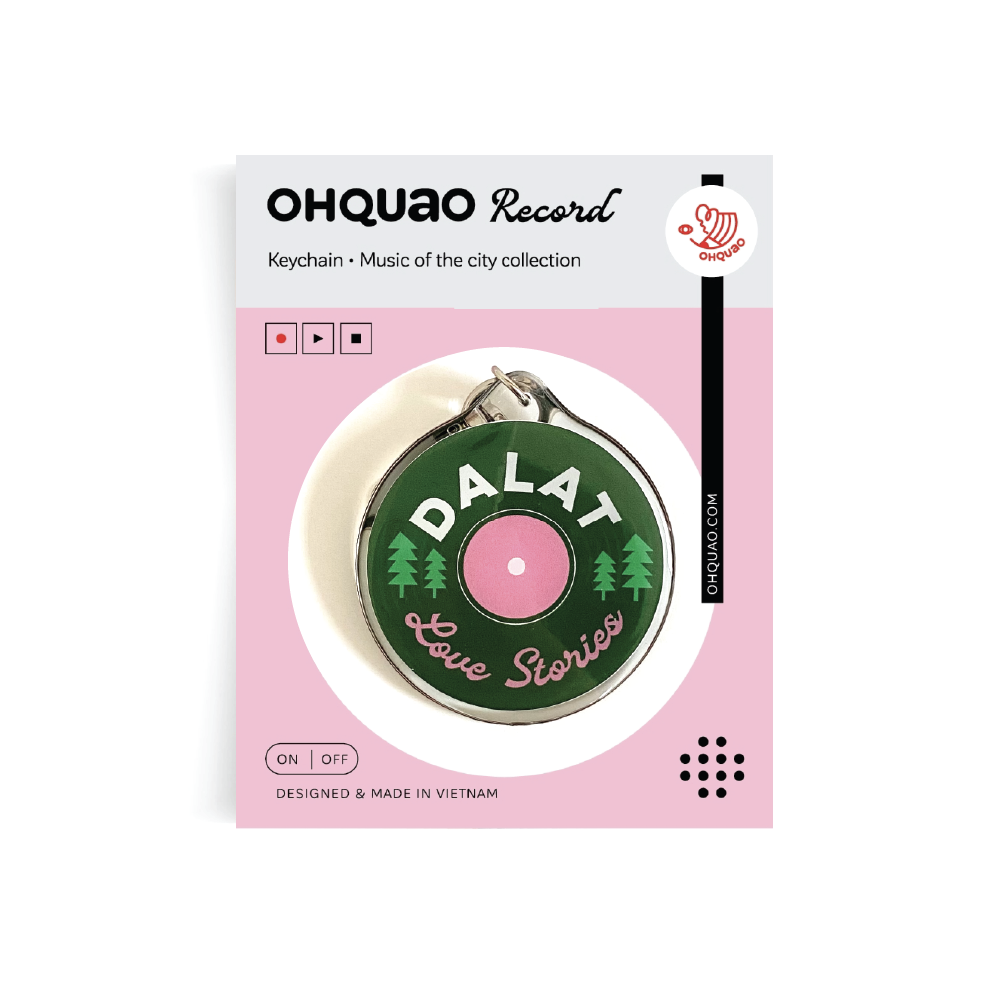 OHQUAO Record
Keychain • Music of the city collection
OHQUAO
OHQUAO.COM
DALAT
Love Stories
ON | OFF
DESIGNED & MADE IN VIETNAM